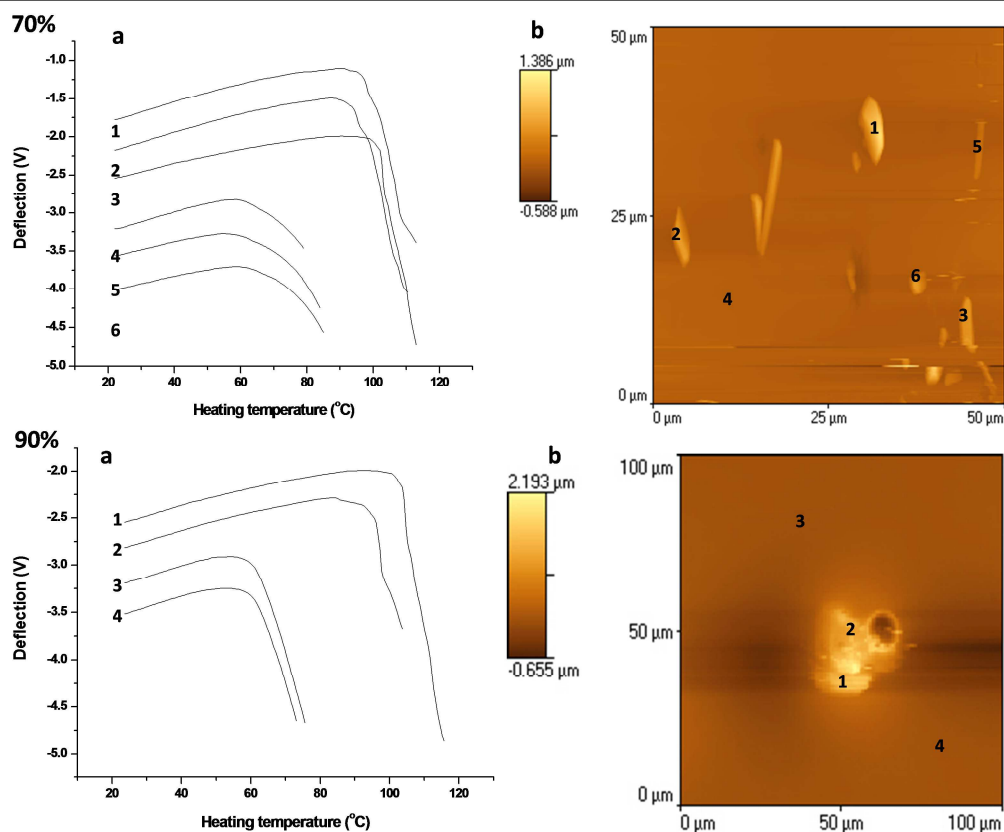 70%
a
-1.0
-1.5
-2.0
-2.5
-3.0
-3.5
-4.0
-4.5
-5.0
Deflection (V)
1
2
3
4
5
6
20 40 60 80 100 120
Heating temperature (°C)
b
1.386 µm
-0.588 µm
50 µm
25 µm
0 µm
1
5
2
6
4
3
0 µm 25 µm 50 µm
90%
a
-2.0
-2.5
-3.0
-3.5
-4.0
-4.5
-5.0
Deflection (V)
1
2
3
4
20 40 60 80 100 120
Heating temperature (°C)
b
2.193 µm
-0.655 µm
100 µm
50 µm
0 µm
3
2
1
4
0 µm 50 µm 100 µm